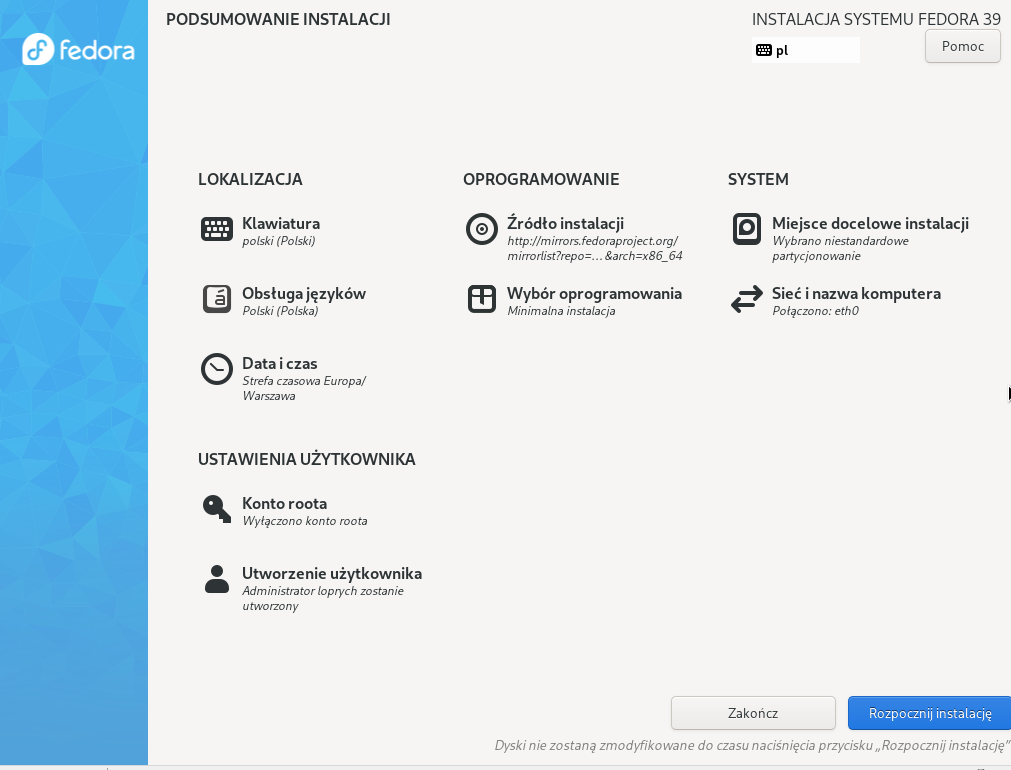 PODSUMOWANIE INSTALACJI
INSTALACJA SYSTEMU FEDORA 39
fedora
pl
Pomoc
LOKALIZACJA
Klawiatura
polski (Polski)
Obsługa języków
Polski (Polska)
Data i czas
Strefa czasowa Europa/
Warszawa
OPROGRAMOWANIE
Źródło instalacji
http://mirrors.fedoraproject.org/
mirrorlist?repo=…&arch=x86_64
Wybór oprogramowania
Minimalna instalacja
SYSTEM
Miejsce docelowe instalacji
Wybrano niestandardowe
partycjonowanie
Sieć i nazwa komputera
Połączono: eth0
USTAWIENIA UŻYTKOWNIKA
Konto roota
Wyłączono konto roota
Utworzenie użytkownika
Administrator loprych zostanie
utworzony
Zakończ
Rozpocznij instalację
Dyski nie zostaną zmodyfikowane do czasu naciśnięcia przycisku „Rozpocznij instalację”